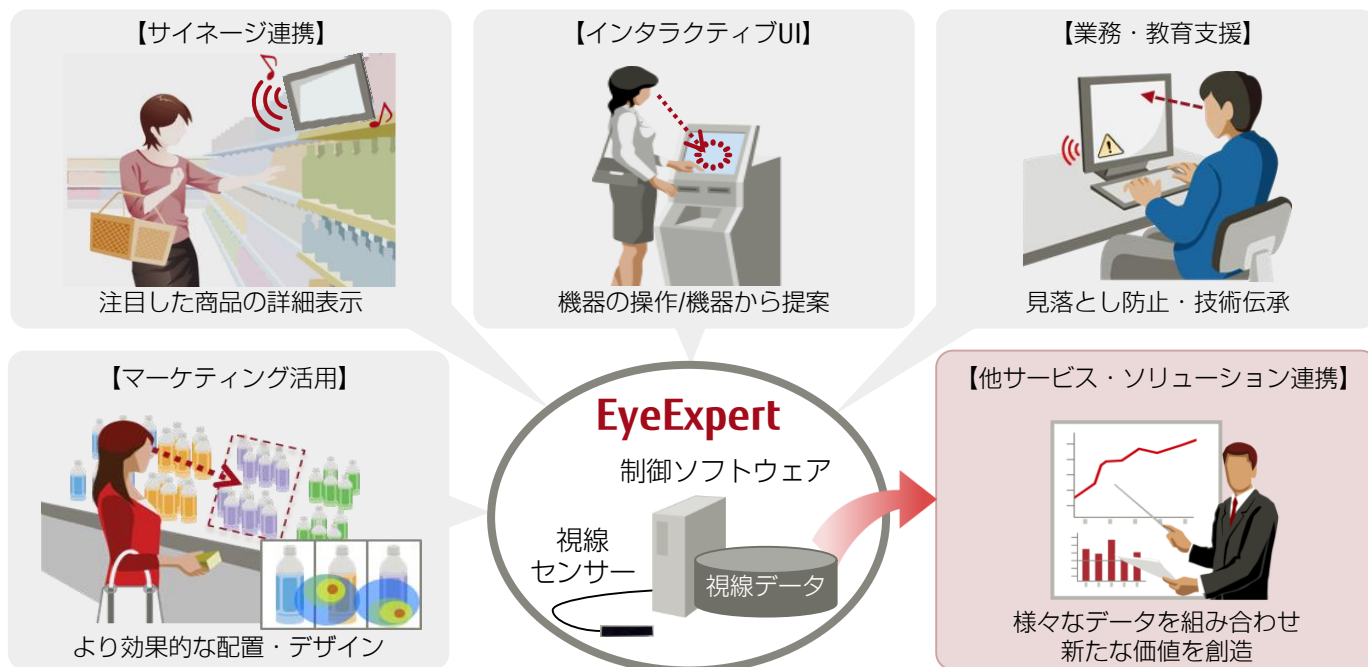 【サイネージ連携】
注目した商品の詳細表示
【インタラクティブUI】
機器の操作/機器から提案
【業務・教育支援】
見落とし防止・技術伝承
【マーケティング活用】
より効果的な配置・デザイン
EyeExpert
制御ソフトウェア
視線
センサー
視線データ
【他サービス・ソリューション連携】
様々なデータを組み合わせ
新たな価値を創造